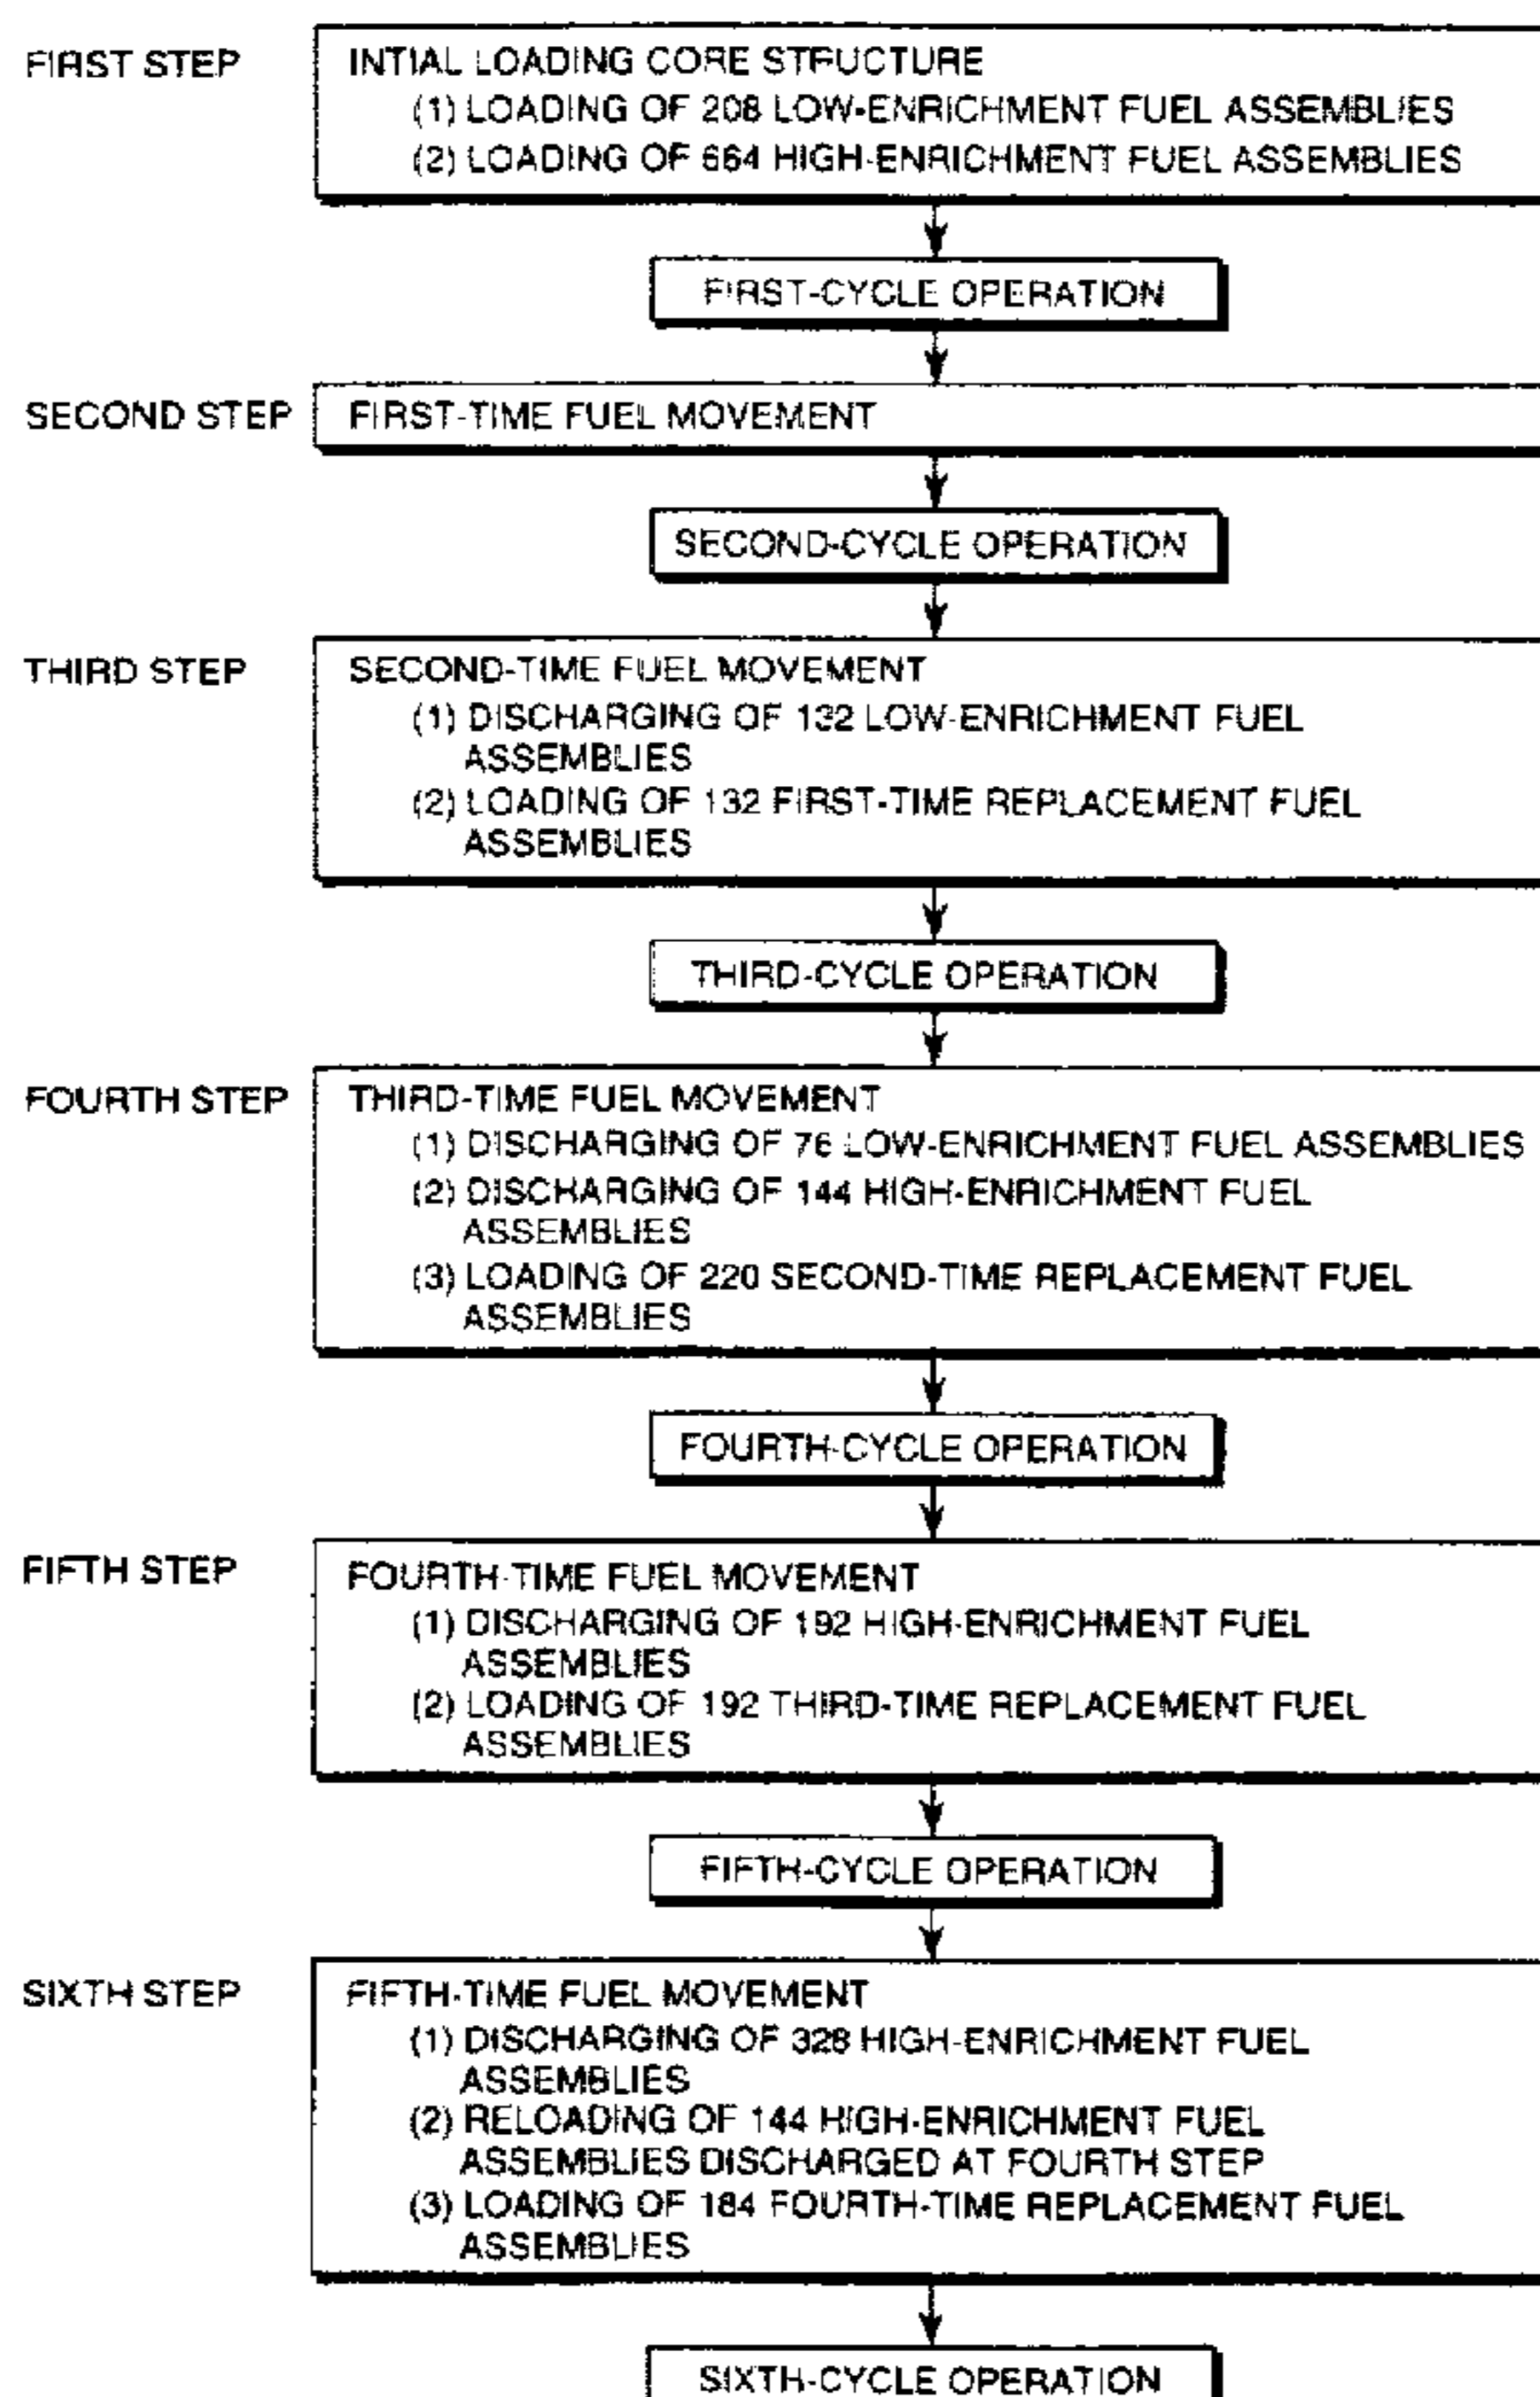 FIRST STEP
INTIAL LOADING CORE STRUCTURE
(1) LOADING OF 208 LOW-ENRICHMENT FUEL ASSEMBLIES
(2) LOADING OF 664 HIGH-ENRICHMENT FUEL ASSEMBLIES
FIRST-CYCLE OPERATION
SECOND STEP
FIRST-TIME FUEL MOVEMENT
SECOND-CYCLE OPERATION
THIRD STEP
SECOND-TIME FUEL MOVEMENT
(1) DISCHARGING OF 132 LOW-ENRICHMENT FUEL
ASSEMBLIES
(2) LOADING OF 132 FIRST-TIME REPLACEMENT FUEL
ASSEMBLIES
THIRD-CYCLE OPERATION
FOURTH STEP
THIRD-TIME FUEL MOVEMENT
(1) DISCHARGING OF 76 LOW-ENRICHMENT FUEL ASSEMBLIES
(2) DISCHARGING OF 144 HIGH-ENRICHMENT FUEL
ASSEMBLIES
(3) LOADING OF 220 SECOND-TIME REPLACEMENT FUEL
ASSEMBLIES
FOURTH-CYCLE OPERATION
FIFTH STEP
FOURTH-TIME FUEL MOVEMENT
(1) DISCHARGING OF 192 HIGH-ENRICHMENT FUEL
ASSEMBLIES
(2) LOADING OF 192 THIRD-TIME REPLACEMENT FUEL
ASSEMBLIES
FIFTH-CYCLE OPERATION
SIXTH STEP
FIFTH-TIME FUEL MOVEMENT
(1) DISCHARGING OF 328 HIGH-ENRICHMENT FUEL
ASSEMBLIES
(2) RELOADING OF 144 HIGH-ENRICHMENT FUEL
ASSEMBLIES DISCHARGED AT FOURTH STEP
(3) LOADING OF 184 FOURTH-TIME REPLACEMENT FUEL
ASSEMBLIES
SIXTH-CYCLE OPERATION